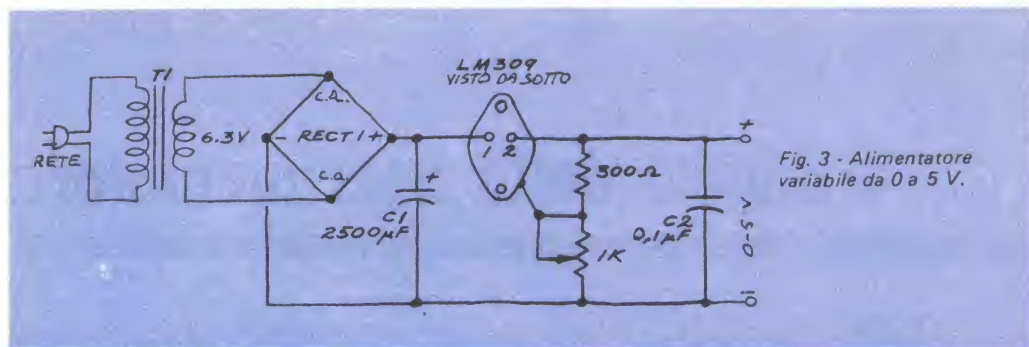 T1
RETE
6.3V
C.A.
- RECT 1 +
C.A.
C1
2500µF
+
LM309
VISTO DA SOTTO
1 2
300Ω
1K
C2
0,1µF
+
0-5 V
-
Fig. 3 - Alimentatore
variabile da 0 a 5 V.